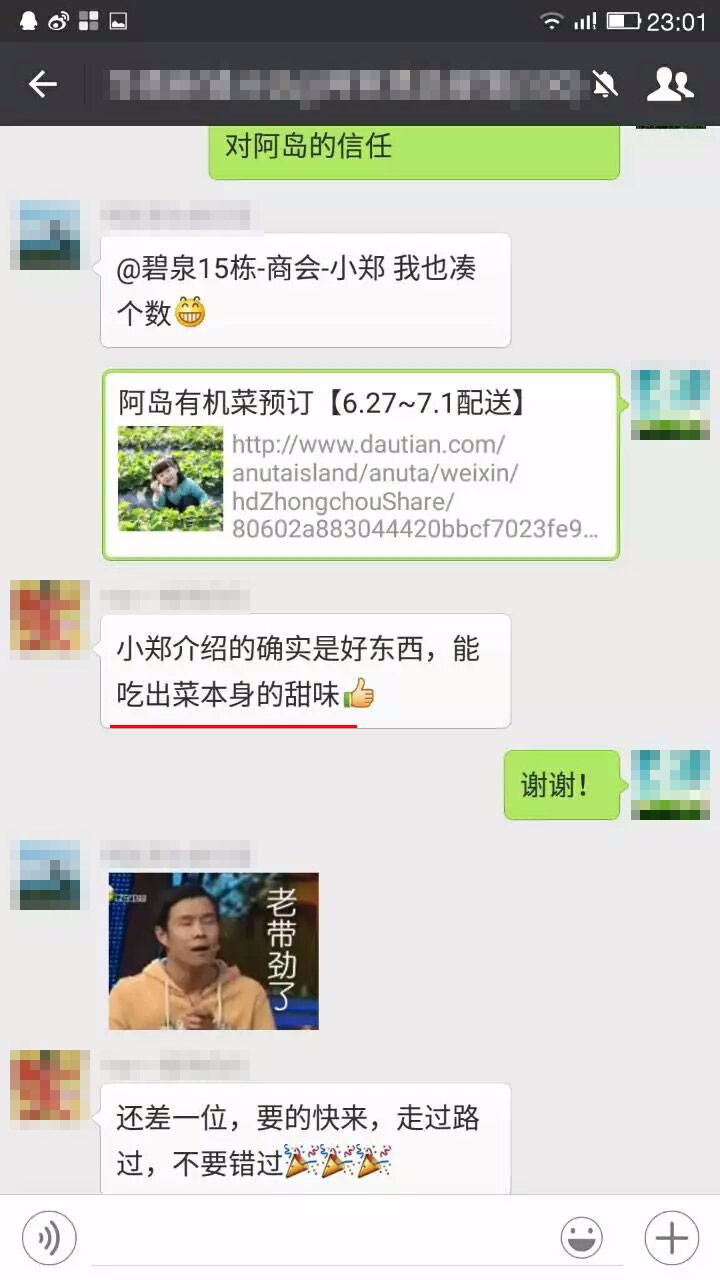 23:01
对阿岛的信任
@碧泉15栋-商会-小郑 我也凑
个数
阿岛有机菜预订【6.27~7.1配送】
http://www.dautian.com/
anutaisland/anuta/weixin/
hdZhongchouShare/
80602a883044420bbcf7023fe9...
小郑介绍的确实是好东西，能
吃出菜本身的甜味
谢谢！
老带劲了
还差一位，要的快来，走过路
过，不要错过